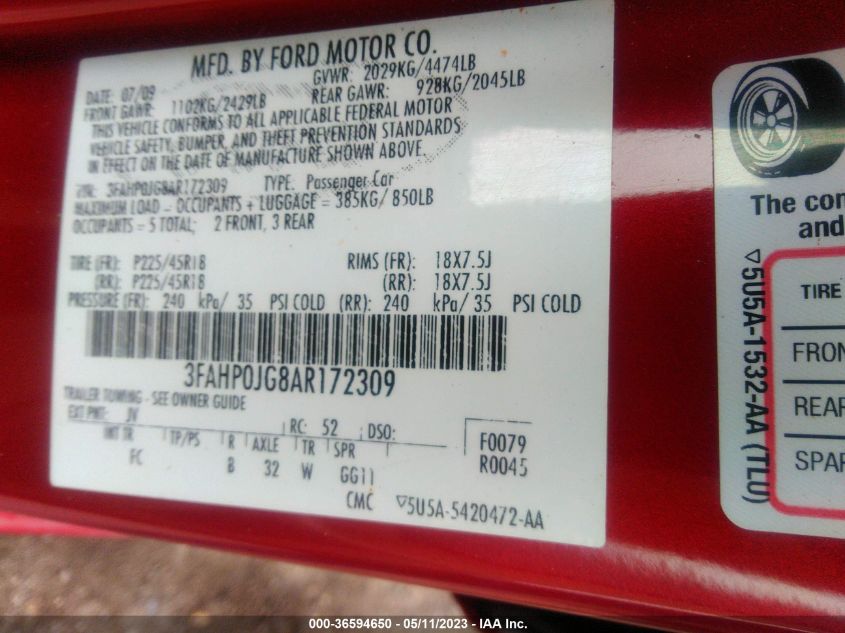 MFD. BY FORD MOTOR CO.
DATE: 07/09 GVWR: 2029KG/4474LB
FRONT GAWR: 1102KG/2429LB REAR GAWR: 928KG/2045LB
THIS VEHICLE CONFORMS TO ALL APPLICABLE FEDERAL MOTOR
VEHICLE SAFETY, BUMPER, AND THEFT PREVENTION STANDARDS
IN EFFECT ON THE DATE OF MANUFACTURE SHOWN ABOVE.
VIN: 3FAHP0JG8AR172309 TYPE: Passenger Car
MAXIMUM LOAD - OCCUPANTS + LUGGAGE = 385KG/850LB
OCCUPANTS = 5 TOTAL; 2 FRONT, 3 REAR
TIRE (FR): P225/45R18 RIMS (FR): 18X7.5J
(RR): P225/45R18 (RR): 18X7.5J
PRESSURE (FR): 240 kPa/ 35 PSI COLD (RR): 240 kPa/ 35 PSI COLD
3FAHP0JG8AR172309
TRAILER TOWING - SEE OWNER GUIDE
EXT PNT: JV RC: 52 DSO: F0079
INT TR TP/PS R AXLE TR SPR R0045
FC B 32 W GG11
CMC ▽5U5A-5420472-AA
The com
and
▽5U5A-1532-AA (TLU)
TIRE
FRON
REAR
SPAR
000-36594650 - 05/11/2023 - IAA Inc.